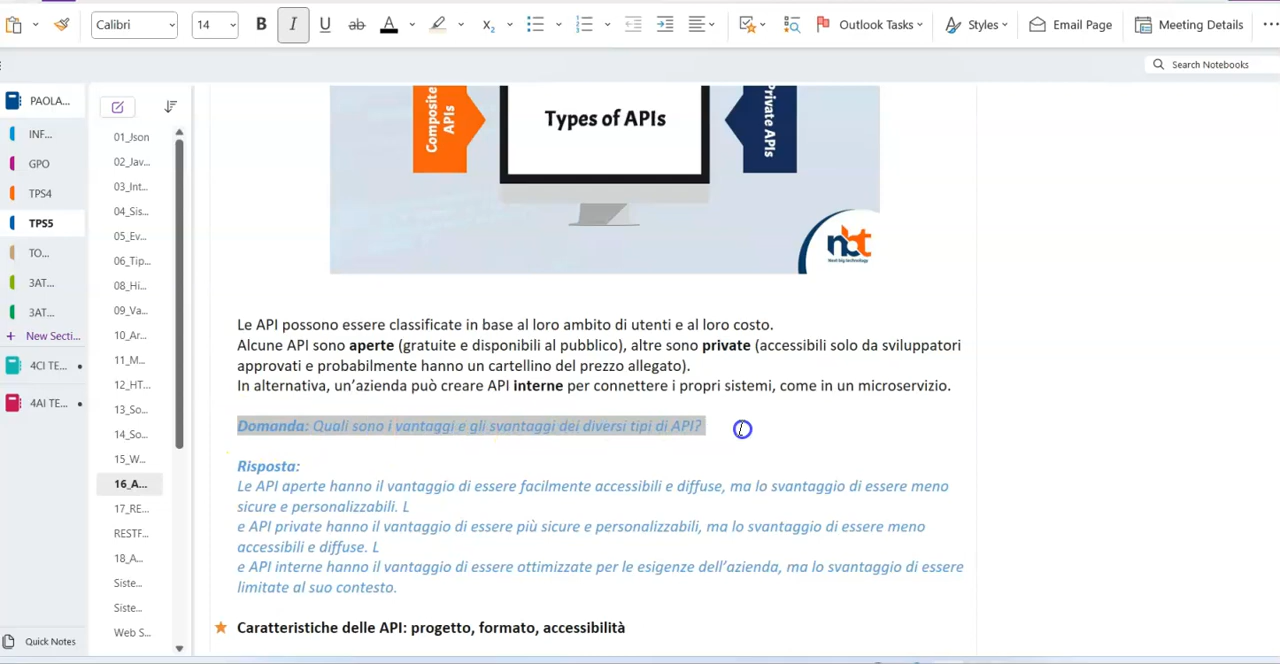 Calibri
14
B
I
U
ab
A
Outlook Tasks
Styles
Email Page
Meeting Details
Search Notebooks
PAOLA...
INF...
GPO
TPS4
TPS5
TO...
3AT...
3AT...
New Secti...
4CI TE...
4AI TE...
Quick Notes
01_Json
02_Jav...
03_Int...
04_Sis...
05_Ev...
06_Tip...
08_Hi...
09_Va...
10_Ar...
11_M...
12_HT...
13_So...
14_So...
15_W...
16_A...
17_RE...
RESTF...
18_A...
Siste...
Siste...
Web S...
Composite
APIs
Types of APIs
Private APIs
nbt
Next big technology
Le API possono essere classificate in base al loro ambito di utenti e al loro costo.
Alcune API sono aperte (gratuite e disponibili al pubblico), altre sono private (accessibili solo da sviluppatori
approvati e probabilmente hanno un cartellino del prezzo allegato).
In alternativa, un’azienda può creare API interne per connettere i propri sistemi, come in un microservizio.
Domanda: Quali sono i vantaggi e gli svantaggi dei diversi tipi di API?
Risposta:
Le API aperte hanno il vantaggio di essere facilmente accessibili e diffuse, ma lo svantaggio di essere meno
sicure e personalizzabili. L
e API private hanno il vantaggio di essere più sicure e personalizzabili, ma lo svantaggio di essere meno
accessibili e diffuse. L
e API interne hanno il vantaggio di essere ottimizzate per le esigenze dell’azienda, ma lo svantaggio di essere
limitate al suo contesto.
Caratteristiche delle API: progetto, formato, accessibilità